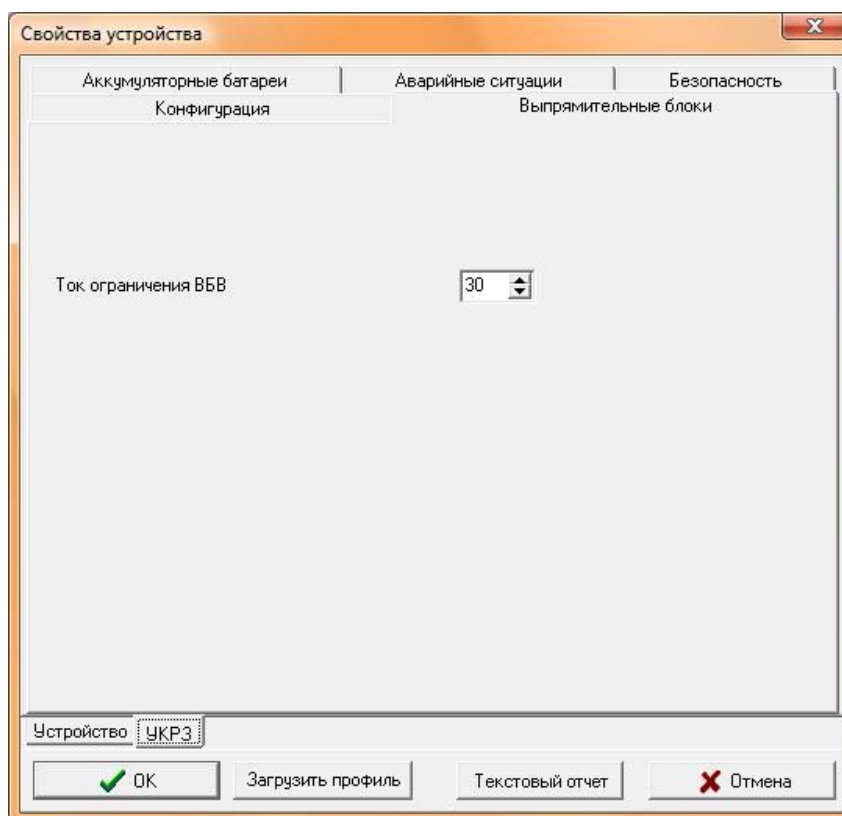 Свойства устройства
Аккумуляторные батареи Аварийные ситуации Безопасность
Конфигурация Выпрямительные блоки
Ток ограничения ВБВ 30
Устройство УКРЗ
OK Загрузить профиль Текстовый отчет Отмена